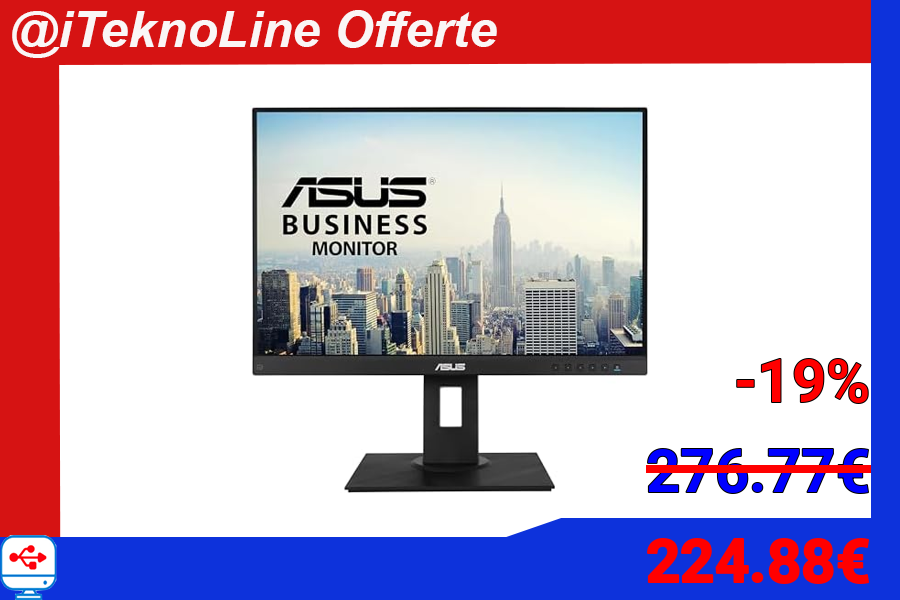 @iTeknoLine Offerte
ASUS®
BUSINESS
MONITOR
ASUS
-19%
276.77€
224.88€